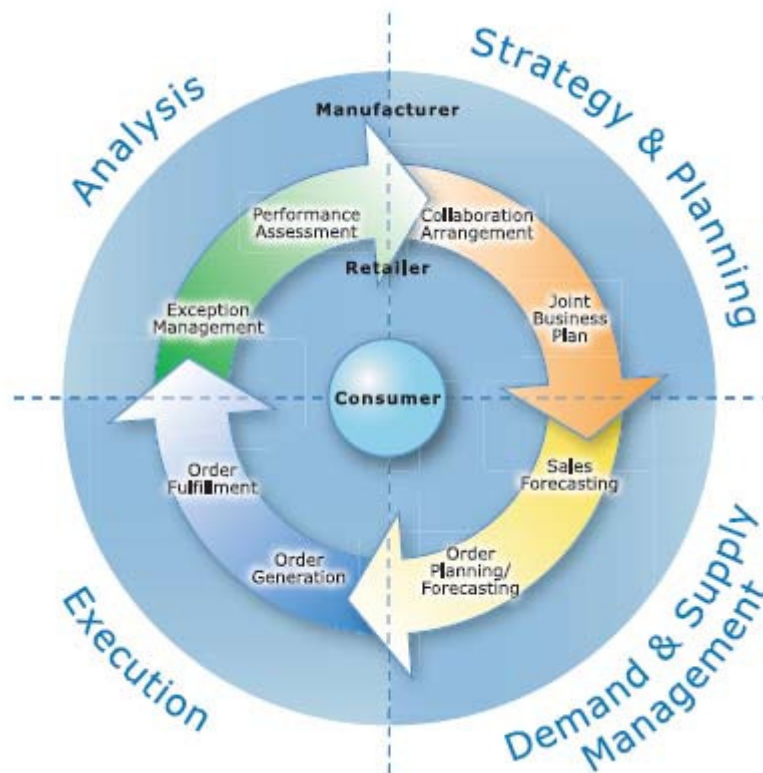 Analysis
Strategy & Planning
Manufacturer
Performance
Assessment
Collaboration
Arrangement
Retailer
Exception
Management
Joint
Business
Plan
Consumer
Order
Fulfillment
Sales
Forecasting
Order
Generation
Order
Planning/
Forecasting
Execution
Demand & Supply
Management